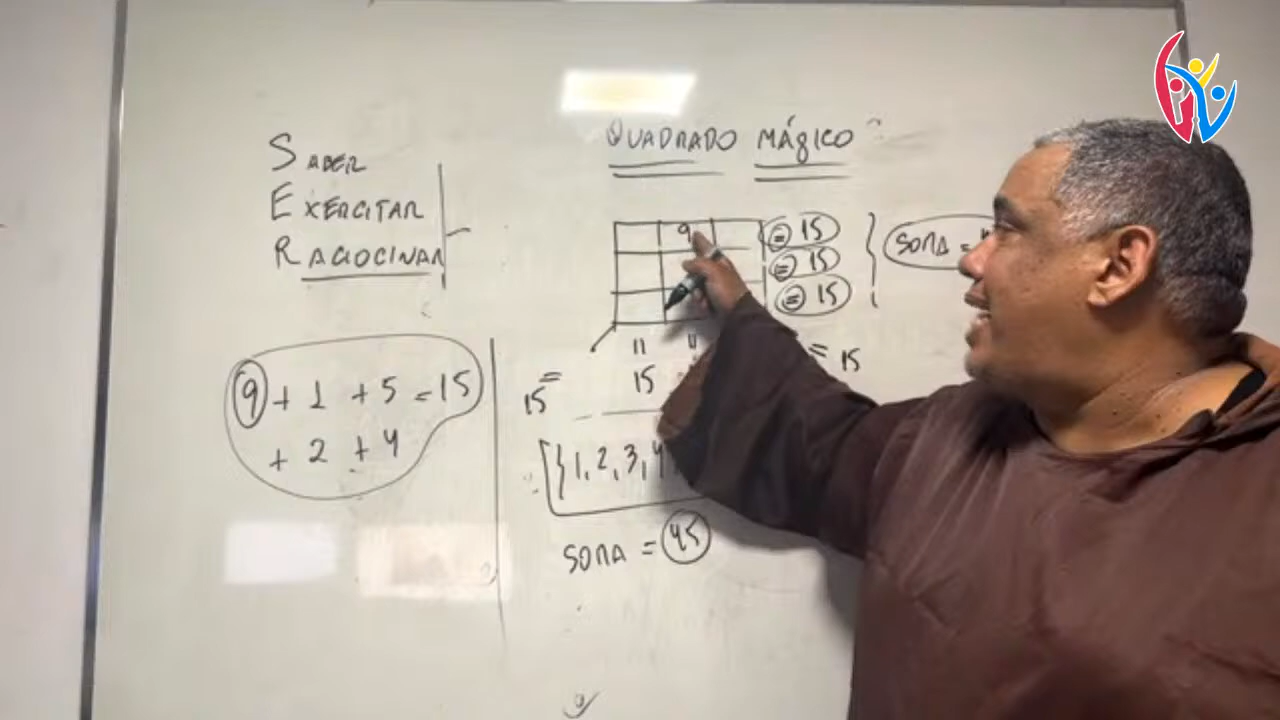 SABER
EXERCITAR
RACIOCINAR
QUADRADO MÁGICO
9
= 15
= 15
= 15
SOMA =
9 + 1 + 5 = 15
+ 2 + 4
= 15
15
= 15
1, 2, 3, 4
SOMA = 45